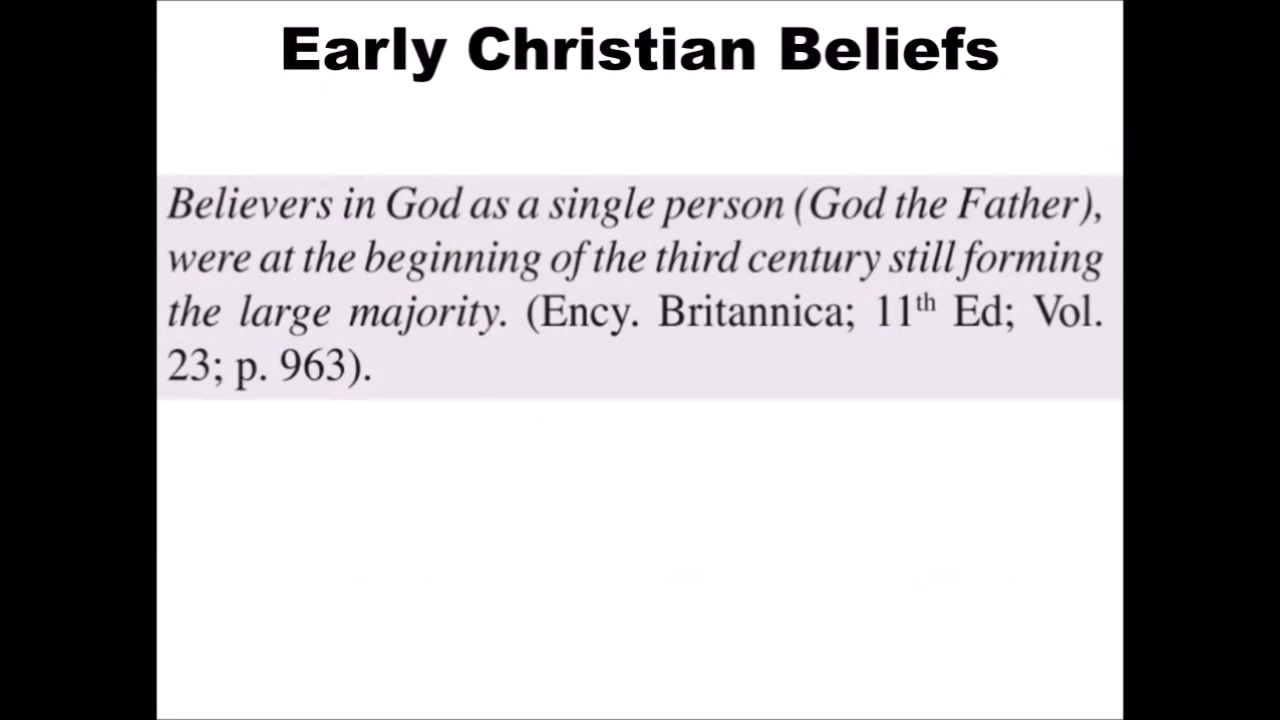 Early Christian Beliefs
Believers in God as a single person (God the Father),
were at the beginning of the third century still forming
the large majority. (Ency. Britannica; 11th Ed; Vol.
23; p. 963).